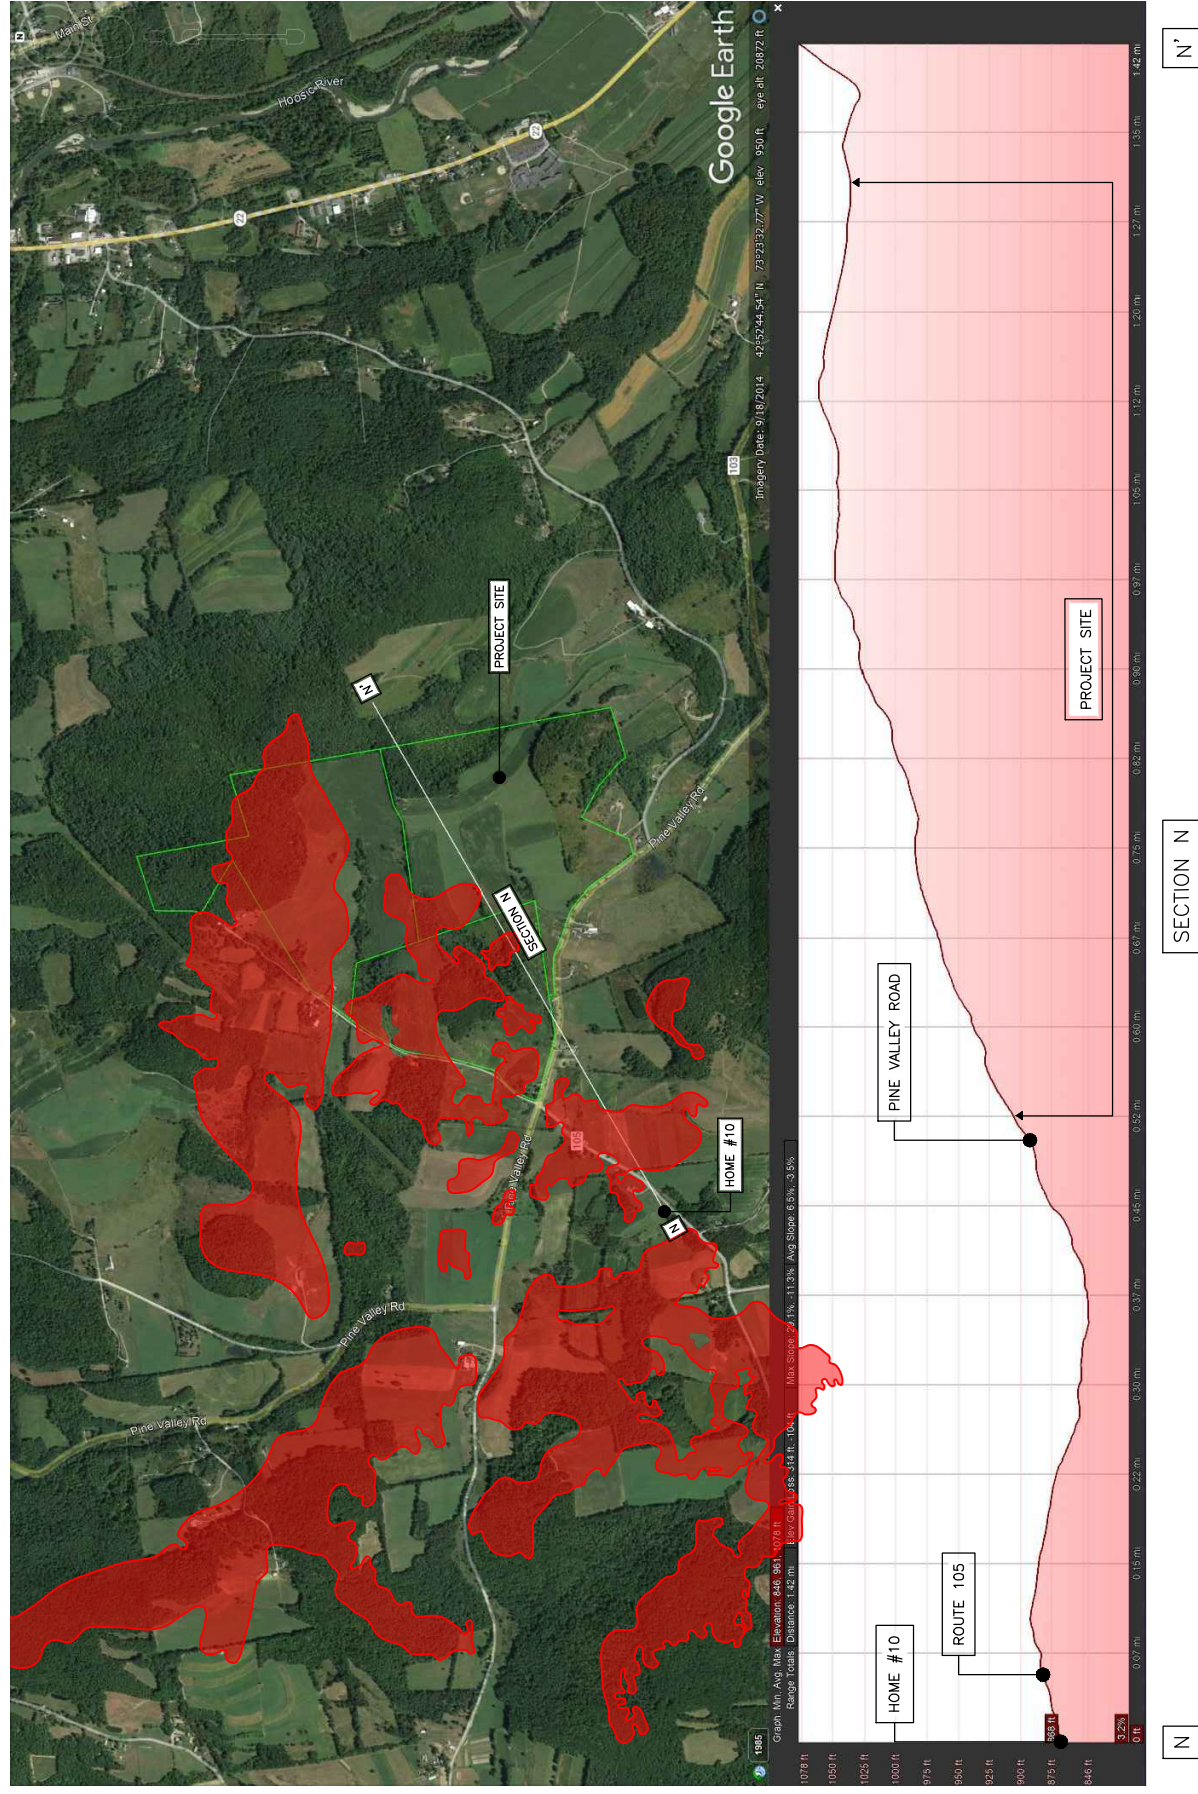 N
Main St
Hoosic River
22
22
Google Earth
103
Pine Valley Rd
PROJECT SITE
N'
SECTION N
105
HOME #10
N
Pine Valley Rd
Pine Valley Rd
Pine Valley Rd
1985
Imagery Date: 9/18/2014 42°52'44.54" N 73°23'32.77" W elev 950 ft eye alt 20872 ft
Graph: Min, Avg, Max Elevation: 846, 961, 1078 ft
Range Totals: Distance: 1.42 mi Elev Gain/Loss: 314 ft, -104 ft Max Slope: 29.1%, -11.3% Avg Slope: 6.5%, -3.5%
1078 ft
1050 ft
1025 ft
1000 ft
975 ft
950 ft
925 ft
900 ft
875 ft
846 ft
HOME #10
ROUTE 105
PINE VALLEY ROAD
PROJECT SITE
868 ft
3.2%
0 ft
0.07 mi
0.15 mi
0.22 mi
0.30 mi
0.37 mi
0.45 mi
0.52 mi
0.60 mi
0.67 mi
0.75 mi
0.82 mi
0.90 mi
0.97 mi
1.05 mi
1.12 mi
1.20 mi
1.27 mi
1.35 mi
1.42 mi
N
SECTION N
N'